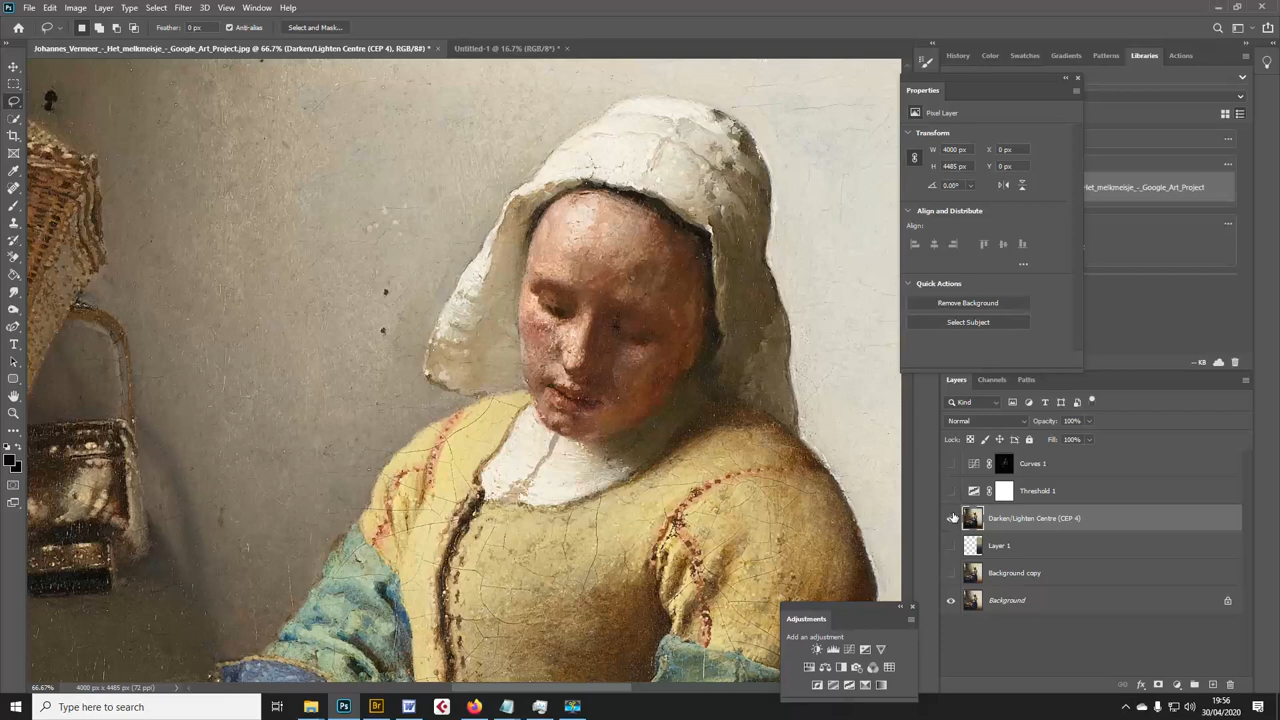 Ps File Edit Image Layer Type Select Filter 3D View Window Help
Feather: 0 px Anti-alias Select and Mask...
Johannes_Vermeer_-_Het_melkmeisje_-_Google_Art_Project.jpg @ 66.7% (Darken/Lighten Centre (CEP 4), RGB/8#) * × Untitled-1 @ 16.7% (RGB/8*) * ×
History Color Swatches Gradients Patterns Libraries Actions
Properties
Pixel Layer
Transform
W 4000 px X 0 px
H 4485 px Y 0 px
0.00°
Het_melkmeisje_-_Google_Art_Project
Align and Distribute
Align:
Quick Actions
Remove Background
Select Subject
-- KB
Layers Channels Paths
Kind
Normal Opacity: 100%
Lock: Fill: 100%
Curves 1
Threshold 1
Darken/Lighten Centre (CEP 4)
Layer 1
Background copy
Background
Adjustments
Add an adjustment
66.67% 4000 px x 4485 px (72 ppi)
Type here to search
Ps Br W
19:56
30/04/2020